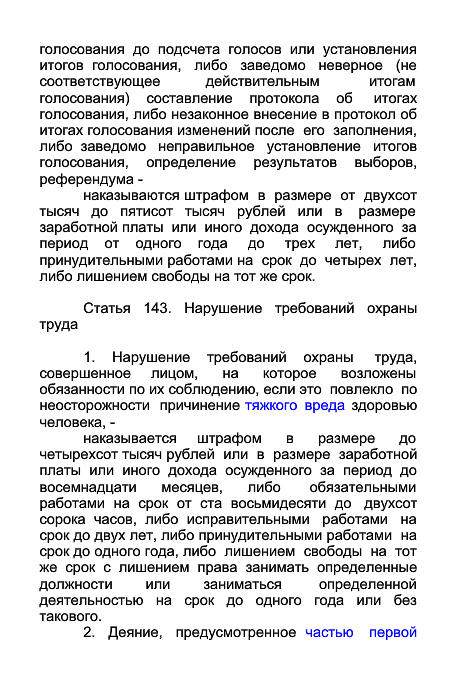 голосования до подсчета голосов или установления
итогов голосования, либо заведомо неверное (не
соответствующее действительным итогам
голосования) составление протокола об итогах
голосования, либо незаконное внесение в протокол об
итогах голосования изменений после его заполнения,
либо заведомо неправильное установление итогов
голосования, определение результатов выборов,
референдума -
наказываются штрафом в размере от двухсот
тысяч до пятисот тысяч рублей или в размере
заработной платы или иного дохода осужденного за
период от одного года до трех лет, либо
принудительными работами на срок до четырех лет,
либо лишением свободы на тот же срок.
Статья 143. Нарушение требований охраны
труда
1. Нарушение требований охраны труда,
совершенное лицом, на которое возложены
обязанности по их соблюдению, если это повлекло по
неосторожности причинение тяжкого вреда здоровью
человека, -
наказывается штрафом в размере до
четырехсот тысяч рублей или в размере заработной
платы или иного дохода осужденного за период до
восемнадцати месяцев, либо обязательными
работами на срок от ста восьмидесяти до двухсот
сорока часов, либо исправительными работами на
срок до двух лет, либо принудительными работами на
срок до одного года, либо лишением свободы на тот
же срок с лишением права занимать определенные
должности или заниматься определенной
деятельностью на срок до одного года или без
такового.
2. Деяние, предусмотренное частью первой